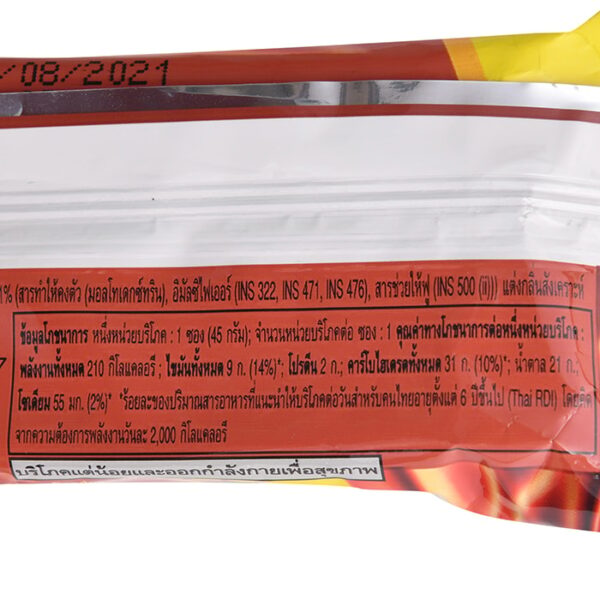 /08/2021
1% (สารทำให้คงตัว (มอลโทเดกซ์ทริน), อิมัลซิไฟเออร์ (INS 322, INS 471, INS 476), สารช่วยให้ฟู (INS 500 (ii))) แต่งกลิ่นสังเคราะห์
ข้อมูลโภชนาการ หนึ่งหน่วยบริโภค : 1 ซอง (45 กรัม); จำนวนหน่วยบริโภคต่อ ซอง : 1 คุณค่าทางโภชนาการต่อหนึ่งหน่วยบริโภค :
พลังงานทั้งหมด 210 กิโลแคลอรี ; ไขมันทั้งหมด 9 ก. (14%)*; โปรตีน 2 ก.; คาร์โบไฮเดรตทั้งหมด 31 ก. (10%)*; น้ำตาล 21 ก.;
โซเดียม 55 มก. (2%)* *ร้อยละของปริมาณสารอาหารที่แนะนำให้บริโภคต่อวันสำหรับคนไทยอายุตั้งแต่ 6 ปีขึ้นไป (Thai RDI) โดยคิด
จากความต้องการพลังงานวันละ 2,000 กิโลแคลอรี
บริโภคแต่น้อยและออกกำลังกายเพื่อสุขภาพ